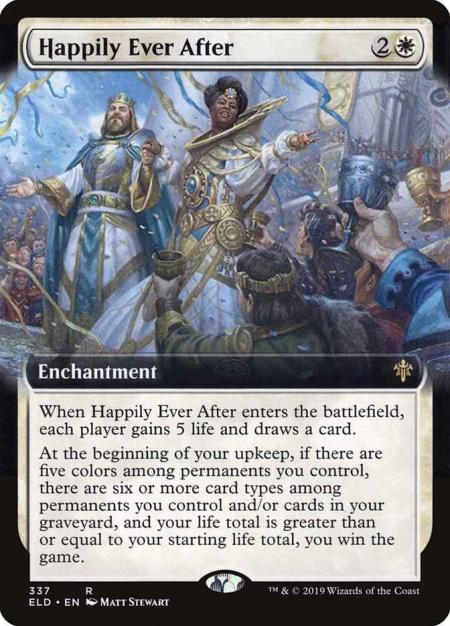 Happily Ever After 2
Enchantment
When Happily Ever After enters the battlefield,
each player gains 5 life and draws a card.
At the beginning of your upkeep, if there are
five colors among permanents you control,
there are six or more card types among
permanents you control and/or cards in your
graveyard, and your life total is greater than
or equal to your starting life total, you win the
game.
337 R
ELD • EN Matt Stewart
™ & © 2019 Wizards of the Coast